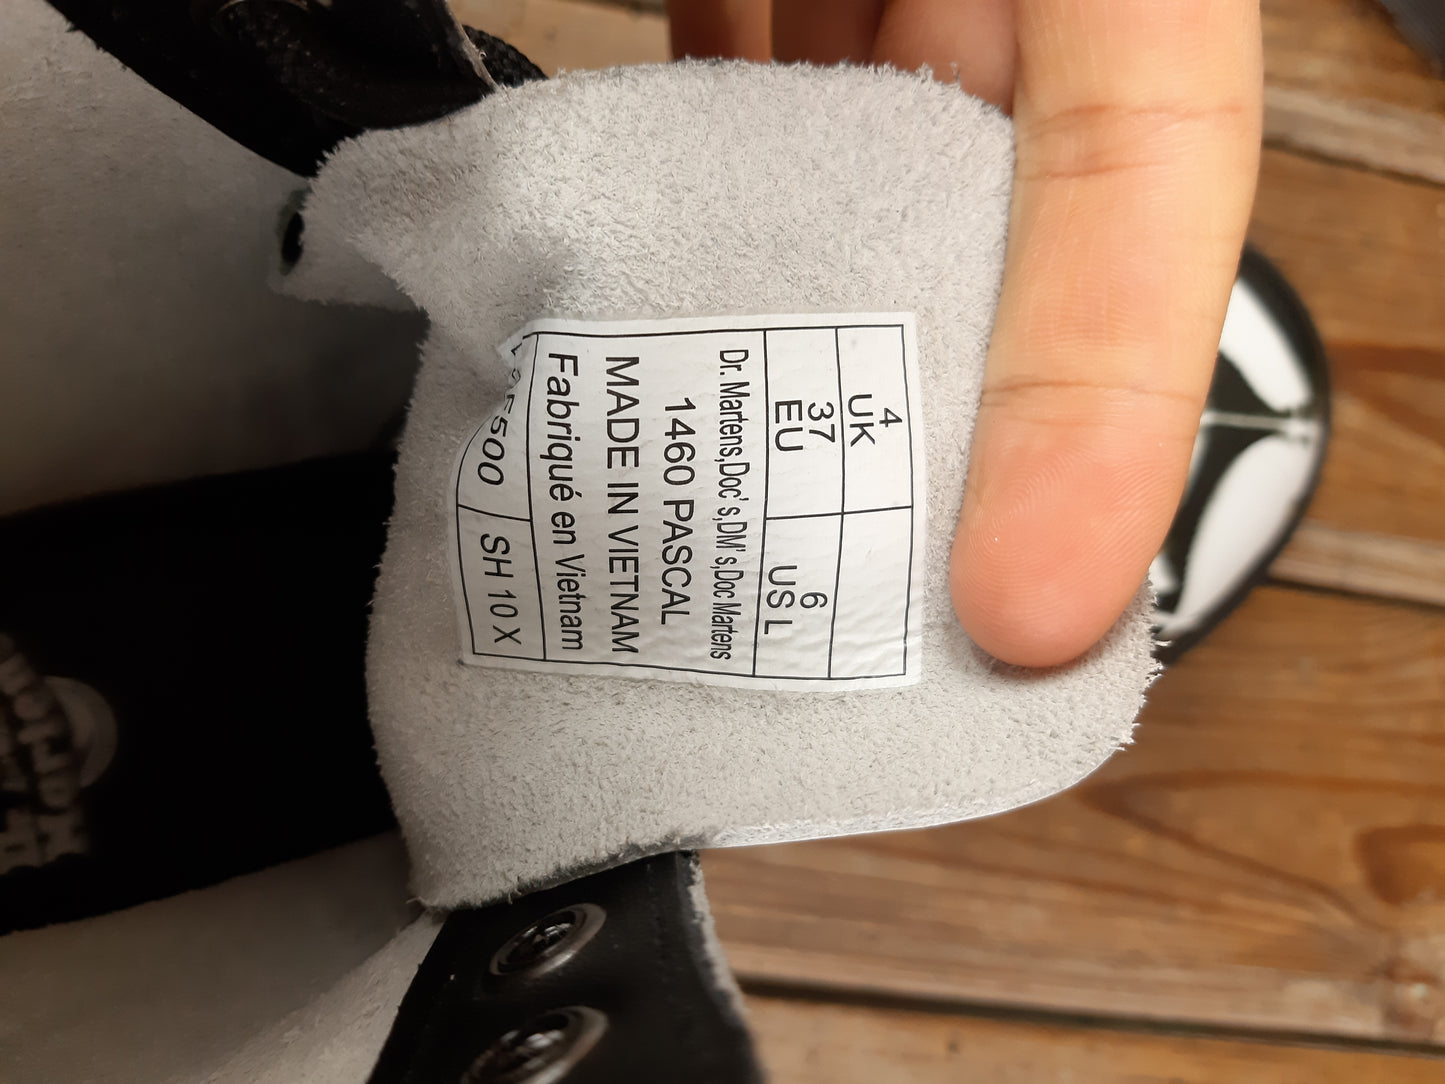 4
UK
37
EU
6
US L
Dr. Martens,Doc's,DM's,Doc Martens
1460 PASCAL
MADE IN VIETNAM
Fabriqué en Vietnam
5500
SH 10 X